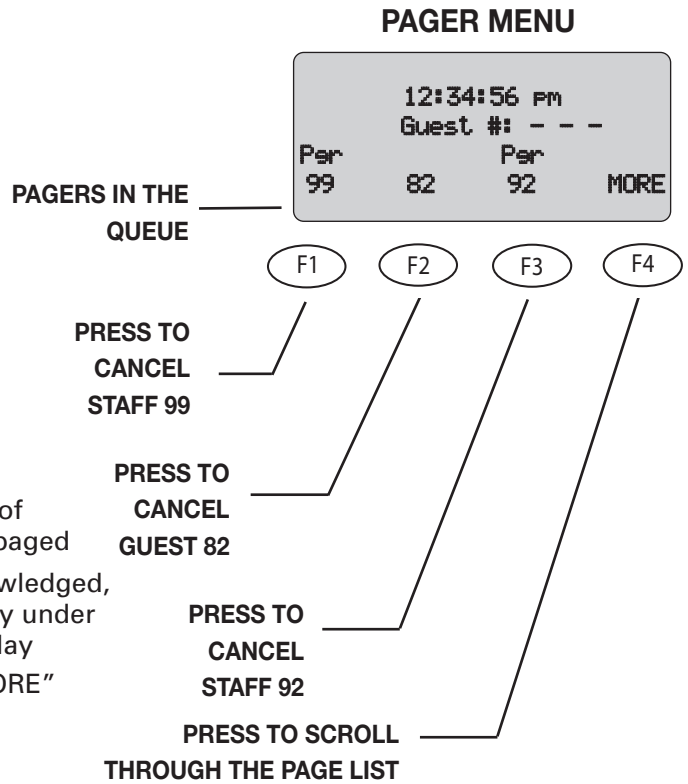 PAGER MENU
12:34:56 pm
Guest #: - - -
Pgr Pgr
99 82 92 MORE
PAGERS IN THE
QUEUE
F1 F2 F3 F4
PRESS TO
CANCEL
STAFF 99
PRESS TO
CANCEL
GUEST 82
of
paged
wledged,
y under
lay
ORE"
PRESS TO
CANCEL
STAFF 92
PRESS TO SCROLL
THROUGH THE PAGE LIST